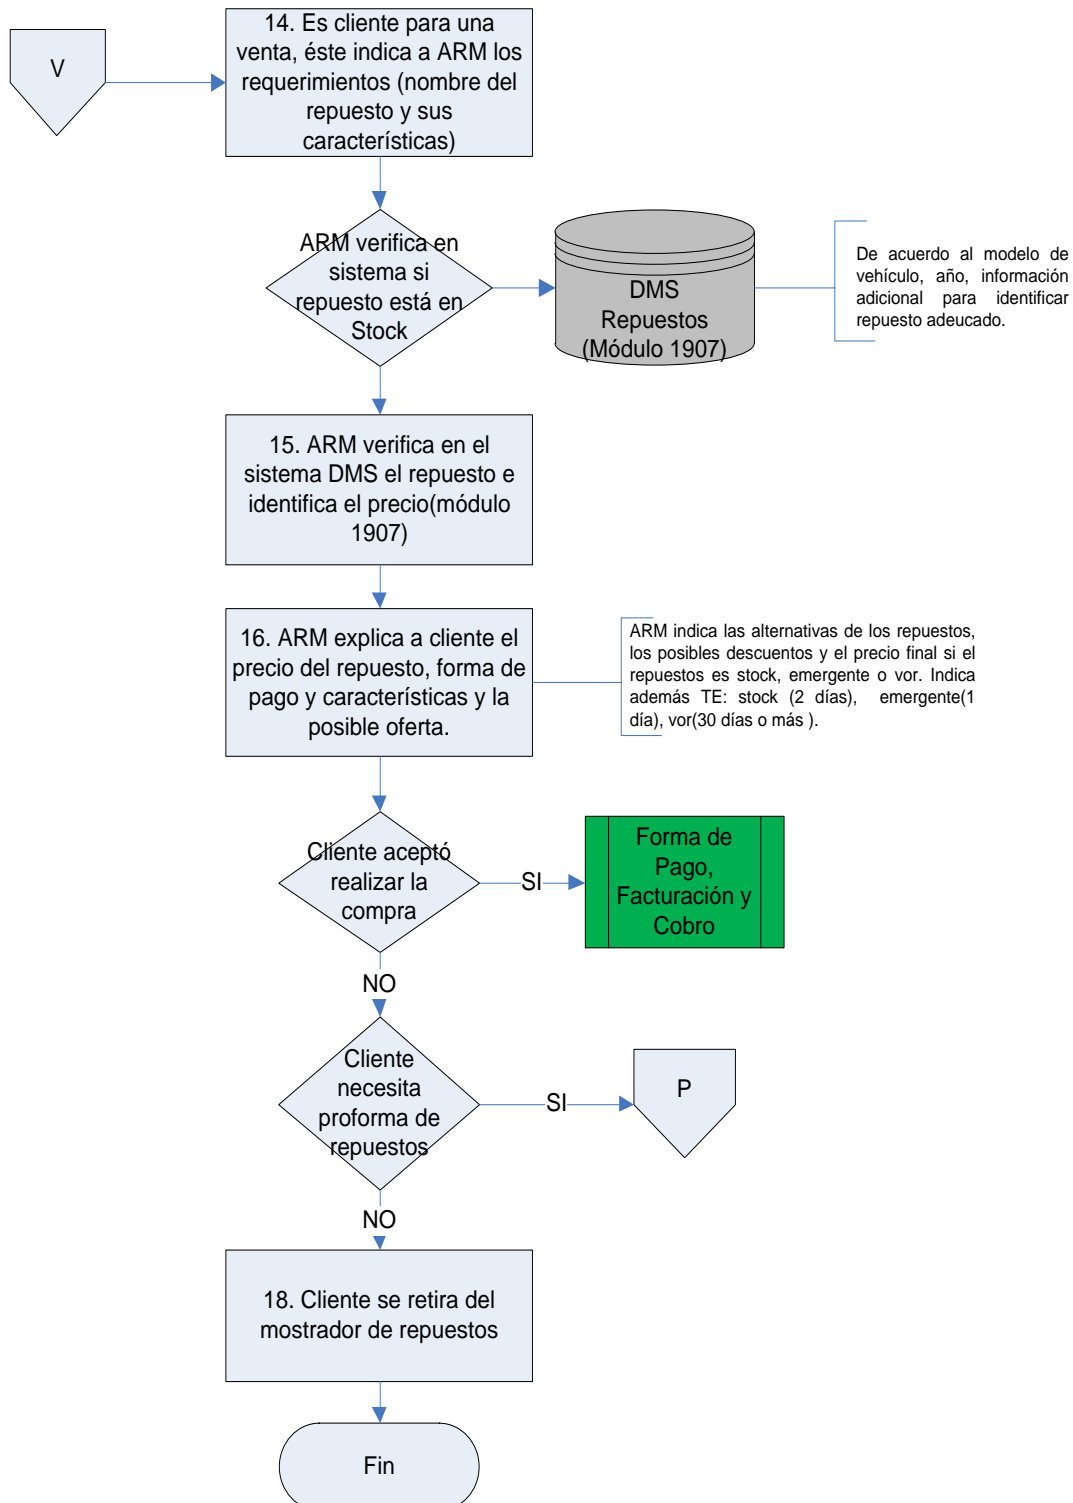 V
14. Es cliente para una
venta, éste indica a ARM los
requerimientos (nombre del
repuesto y sus
características)
ARM verifica en
sistema si
repuesto está en
Stock
DMS
Repuestos
(Módulo 1907)
De acuerdo al modelo de
vehículo, año, información
adicional para identificar
repuesto adeucado.
15. ARM verifica en el
sistema DMS el repuesto e
identifica el precio(módulo
1907)
16. ARM explica a cliente el
precio del repuesto, forma de
pago y características y la
posible oferta.
ARM indica las alternativas de los repuestos,
los posibles descuentos y el precio final si el
repuestos es stock, emergente o vor. Indica
además TE: stock (2 días), emergente(1
día), vor(30 días o más ).
Cliente aceptó
realizar la
compra
SI
Forma de
Pago,
Facturación y
Cobro
NO
Cliente
necesita
proforma de
repuestos
SI
P
NO
18. Cliente se retira del
mostrador de repuestos
Fin